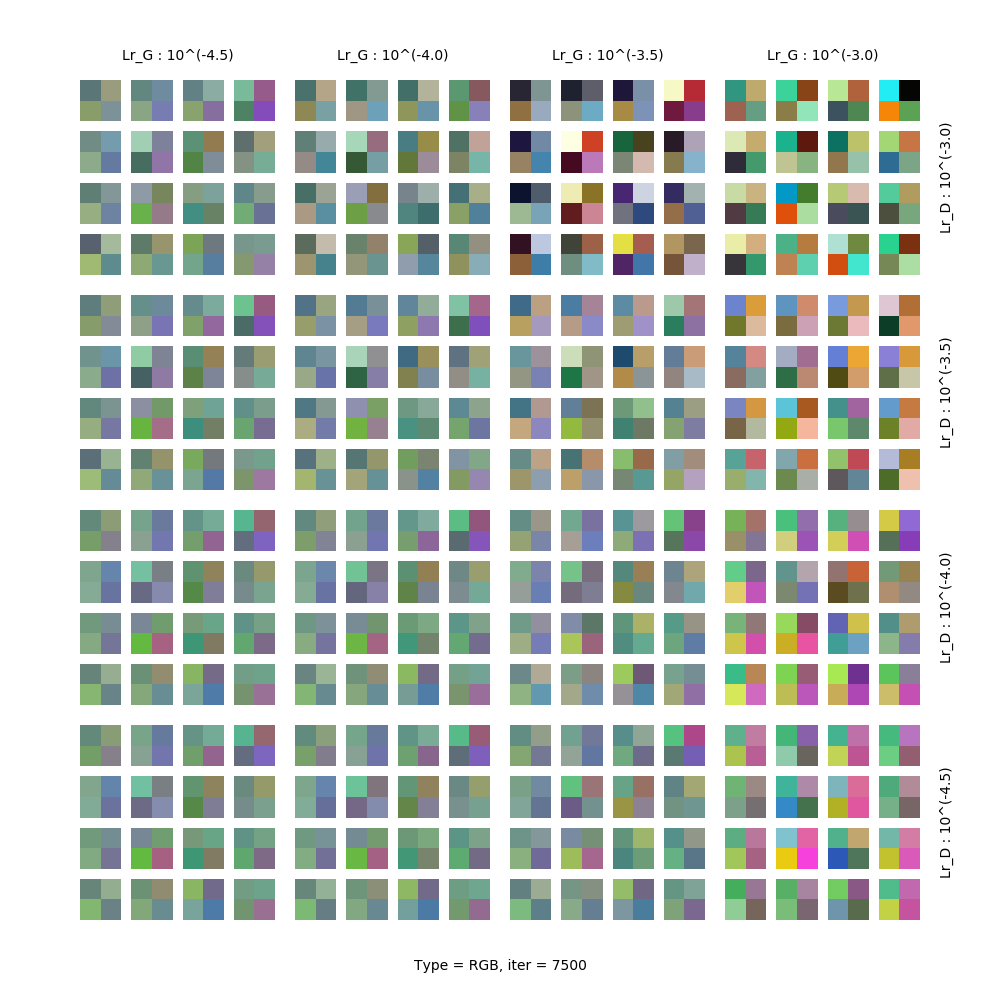 Lr_G : 10^(-4.5)
Lr_G : 10^(-4.0)
Lr_G : 10^(-3.5)
Lr_G : 10^(-3.0)
Lr_D : 10^(-3.0)
Lr_D : 10^(-3.5)
Lr_D : 10^(-4.0)
Lr_D : 10^(-4.5)
Type = RGB, iter = 7500